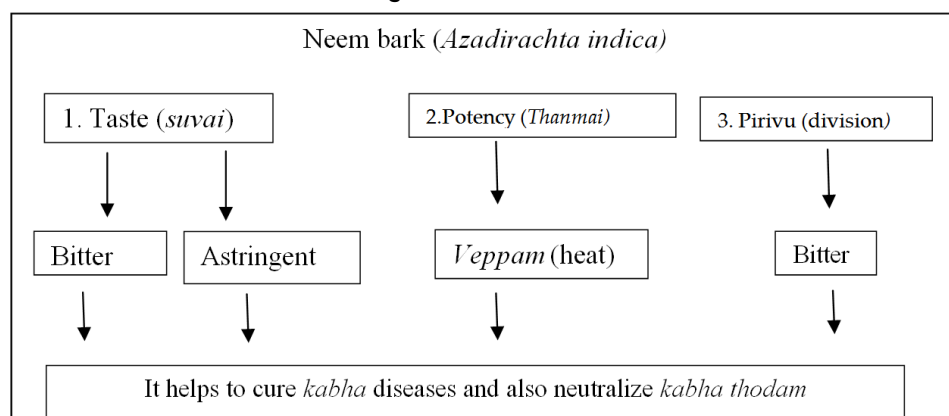 Neem bark (Azadirachta indica)
1. Taste (suvai)
2.Potency (Thanmai)
3. Pirivu (division)
Bitter
Astringent
Veppam (heat)
Bitter
It helps to cure kabha diseases and also neutralize kabha thodam